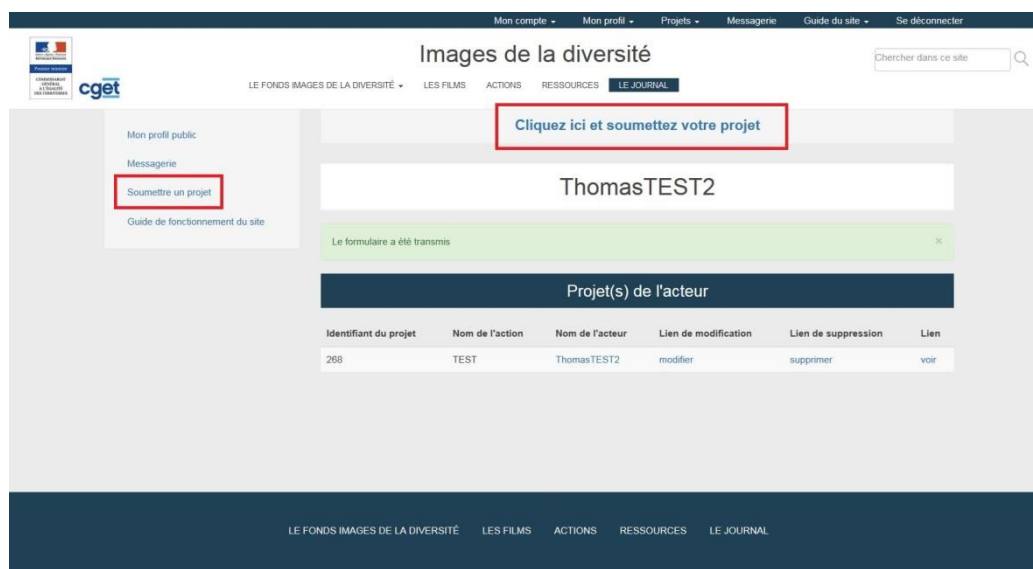 Mon compte Mon profil Projets Messagerie Guide du site Se déconnecter
Images de la diversité
Chercher dans ce site
cget
LE FONDS IMAGES DE LA DIVERSITÉ LES FILMS ACTIONS RESSOURCES LE JOURNAL
Mon profil public
Messagerie
Soumettre un projet
Guide de fonctionnement du site
Cliquez ici et soumettez votre projet
ThomasTEST2
Le formulaire a été transmis ×
Projet(s) de l'acteur
Identifiant du projet Nom de l'action Nom de l'acteur Lien de modification Lien de suppression Lien
268 TEST ThomasTEST2 modifier supprimer voir
LE FONDS IMAGES DE LA DIVERSITÉ LES FILMS ACTIONS RESSOURCES LE JOURNAL